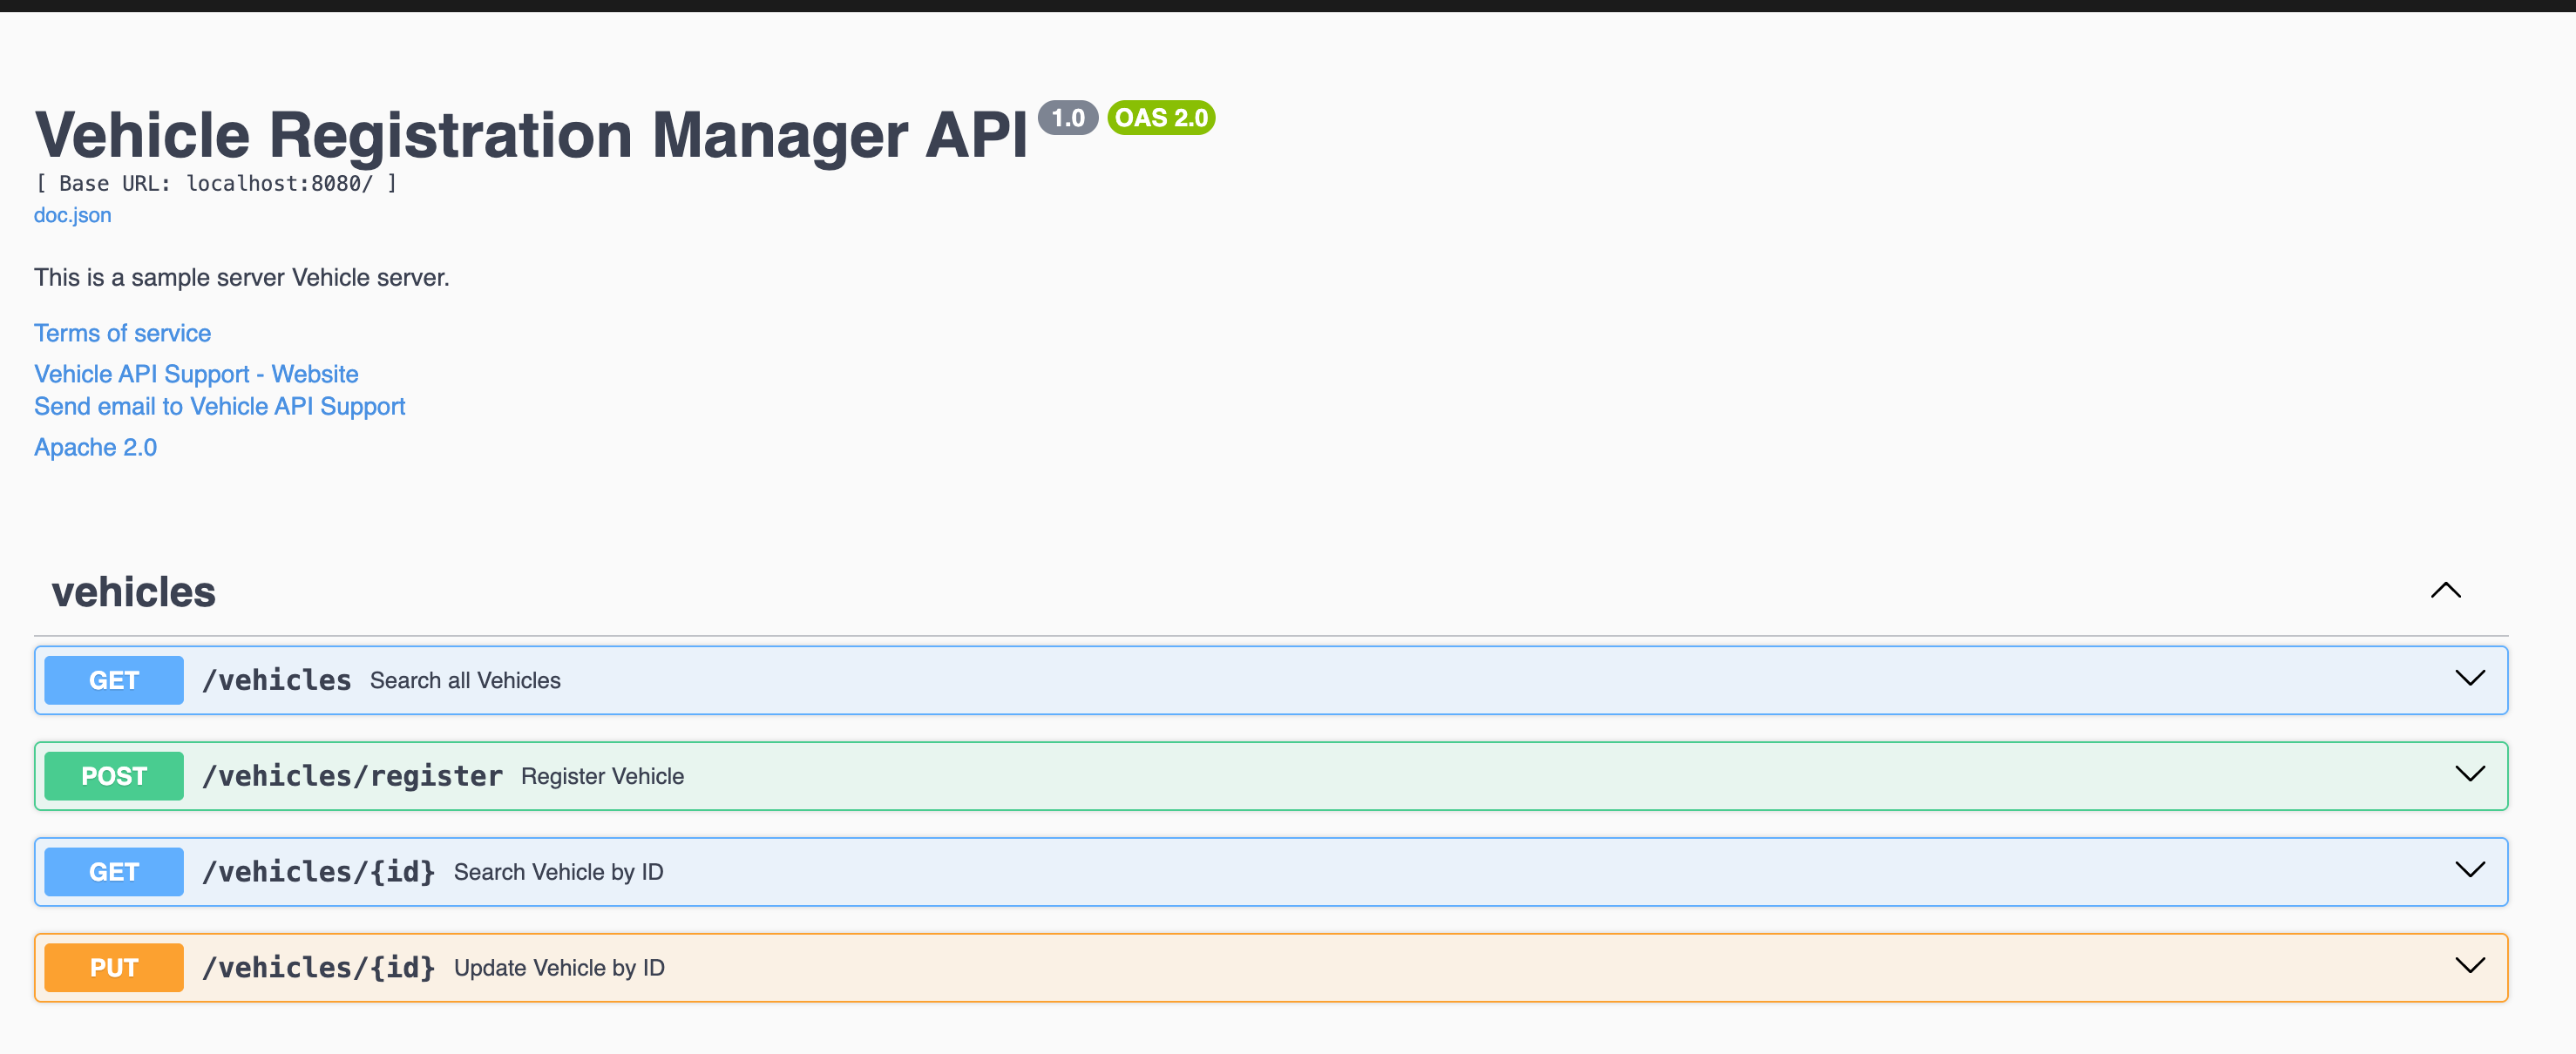 Vehicle Registration Manager API 1.0 OAS 2.0
[ Base URL: localhost:8080/ ]
doc.json
This is a sample server Vehicle server.
Terms of service
Vehicle API Support - Website
Send email to Vehicle API Support
Apache 2.0
vehicles
GET /vehicles Search all Vehicles
POST /vehicles/register Register Vehicle
GET /vehicles/{id} Search Vehicle by ID
PUT /vehicles/{id} Update Vehicle by ID